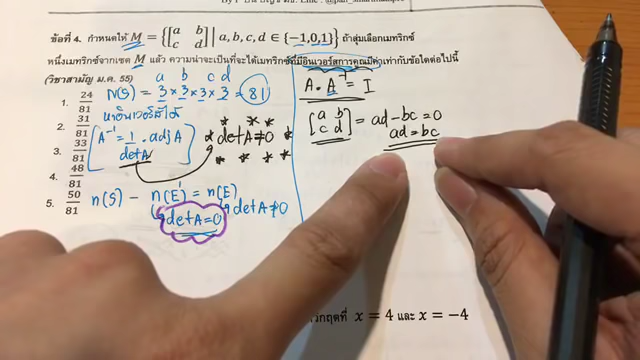 ข้อที่ 4. กำหนดให้ M = {[a b c d] | a, b, c, d ∈ {−1,0,1}} ถ้าสุ่มเลือกเมทริกซ์
หนึ่งเมทริกซ์จากเซต M แล้ว ความน่าจะเป็นที่จะได้เมทริกซ์ที่มีอินเวอร์สการคูณมีค่าเท่ากับข้อใดต่อไปนี้
(วิชาสามัญ ม.ค. 55)
a b c d
1. 24/81
n(S) = 3 × 3 × 3 × 3 = 81
หาอินเวอร์สได้
2. 31/81
3. 33/81
A⁻¹ = 1/detA · adj A
* detA ≠ 0 *
4. 48/81
5. 50/81
n(S) − n(E') = n(E)
detA = 0
detA ≠ 0
A · A⁻¹ = I
[a b c d] = ad − bc = 0
ad = bc
x = 4 และ x = −4